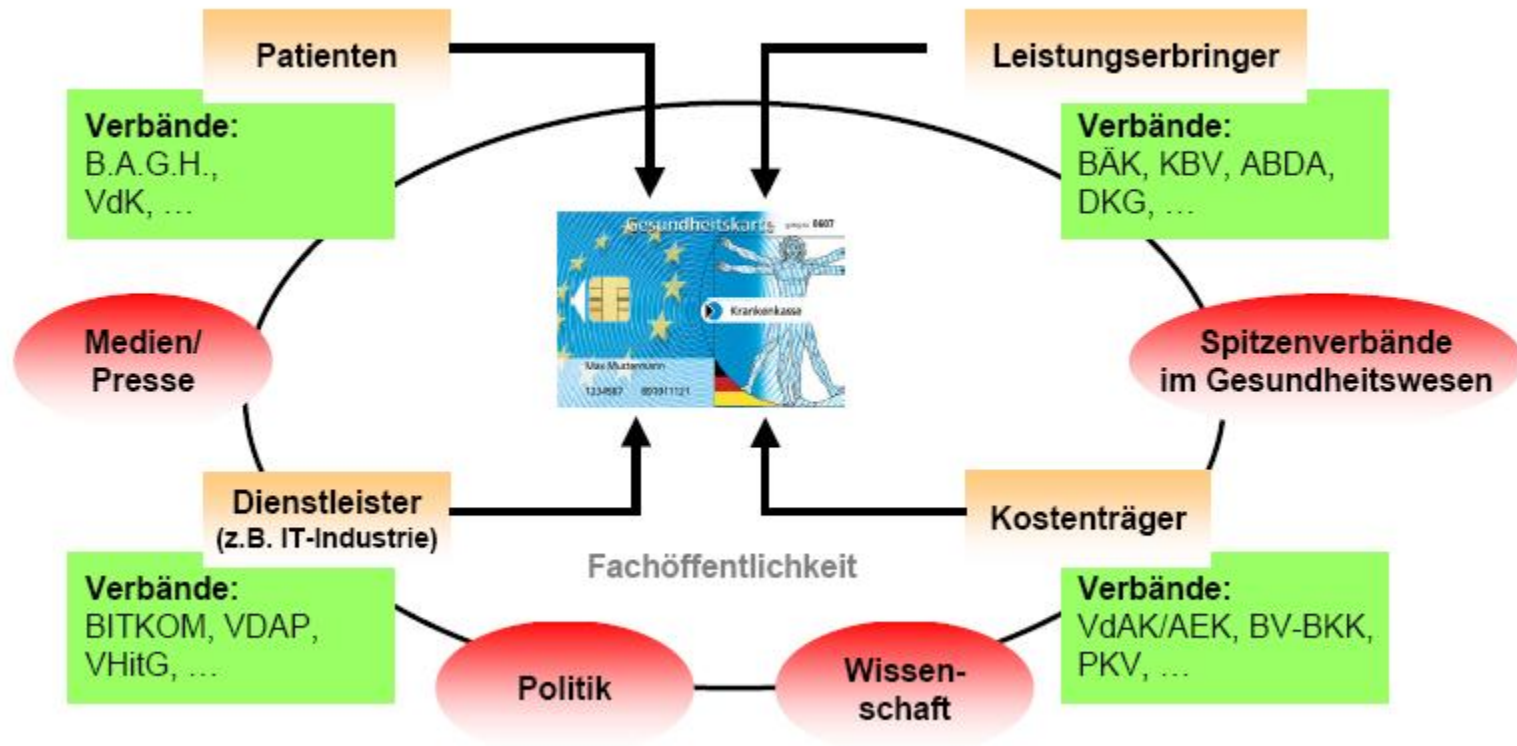 Patienten
Leistungserbringer
Verbände:
B.A.G.H.,
VdK, …
Verbände:
BÄK, KBV, ABDA,
DKG, …
Gesundheitskarte
0607
Krankenkasse
Max Mustermann
Medien/
Presse
Spitzenverbände
im Gesundheitswesen
Dienstleister
(z.B. IT-Industrie)
Kostenträger
Fachöffentlichkeit
Verbände:
BITKOM, VDAP,
VHitG, …
Verbände:
VdAK/AEK, BV-BKK,
PKV, …
Politik
Wissen-
schaft